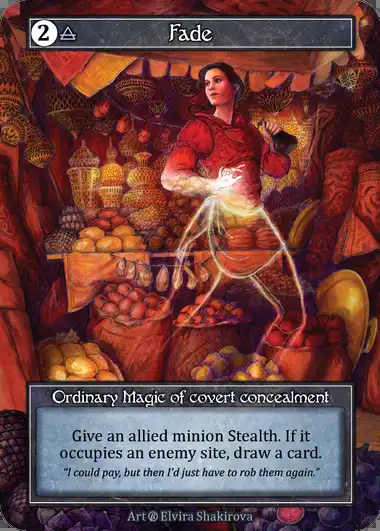 2 Fade
Ordinary Magic of covert concealment
Give an allied minion Stealth. If it
occupies an enemy site, draw a card.
"I could pay, but then I'd just have to rob them again."
Art @ Elvira Shakirova